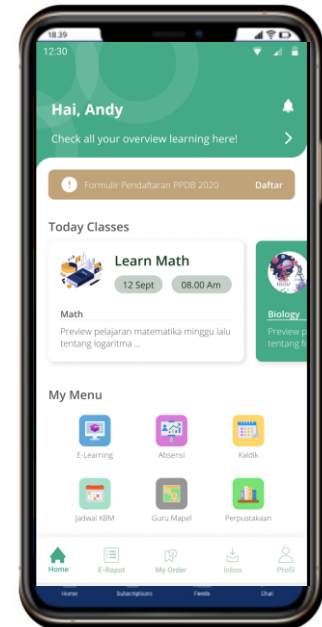 18.39
12:30
Hai, Andy
Check all your overview learning here!
Formulir Pendaftaran PPDB 2020 Daftar
Today Classes
Learn Math
12 Sept 08.00 Am
Math
Preview pelajaran matematika minggu lalu
tentang logaritma ...
Biology
Preview p
tentang fo
My Menu
E-Learning Absensi Kaldik
Jadwal KBM Guru Mapel Perpustakaan
Home E-Rapot My Order Inbox Profil
Home Subscriptions Feeds Chat